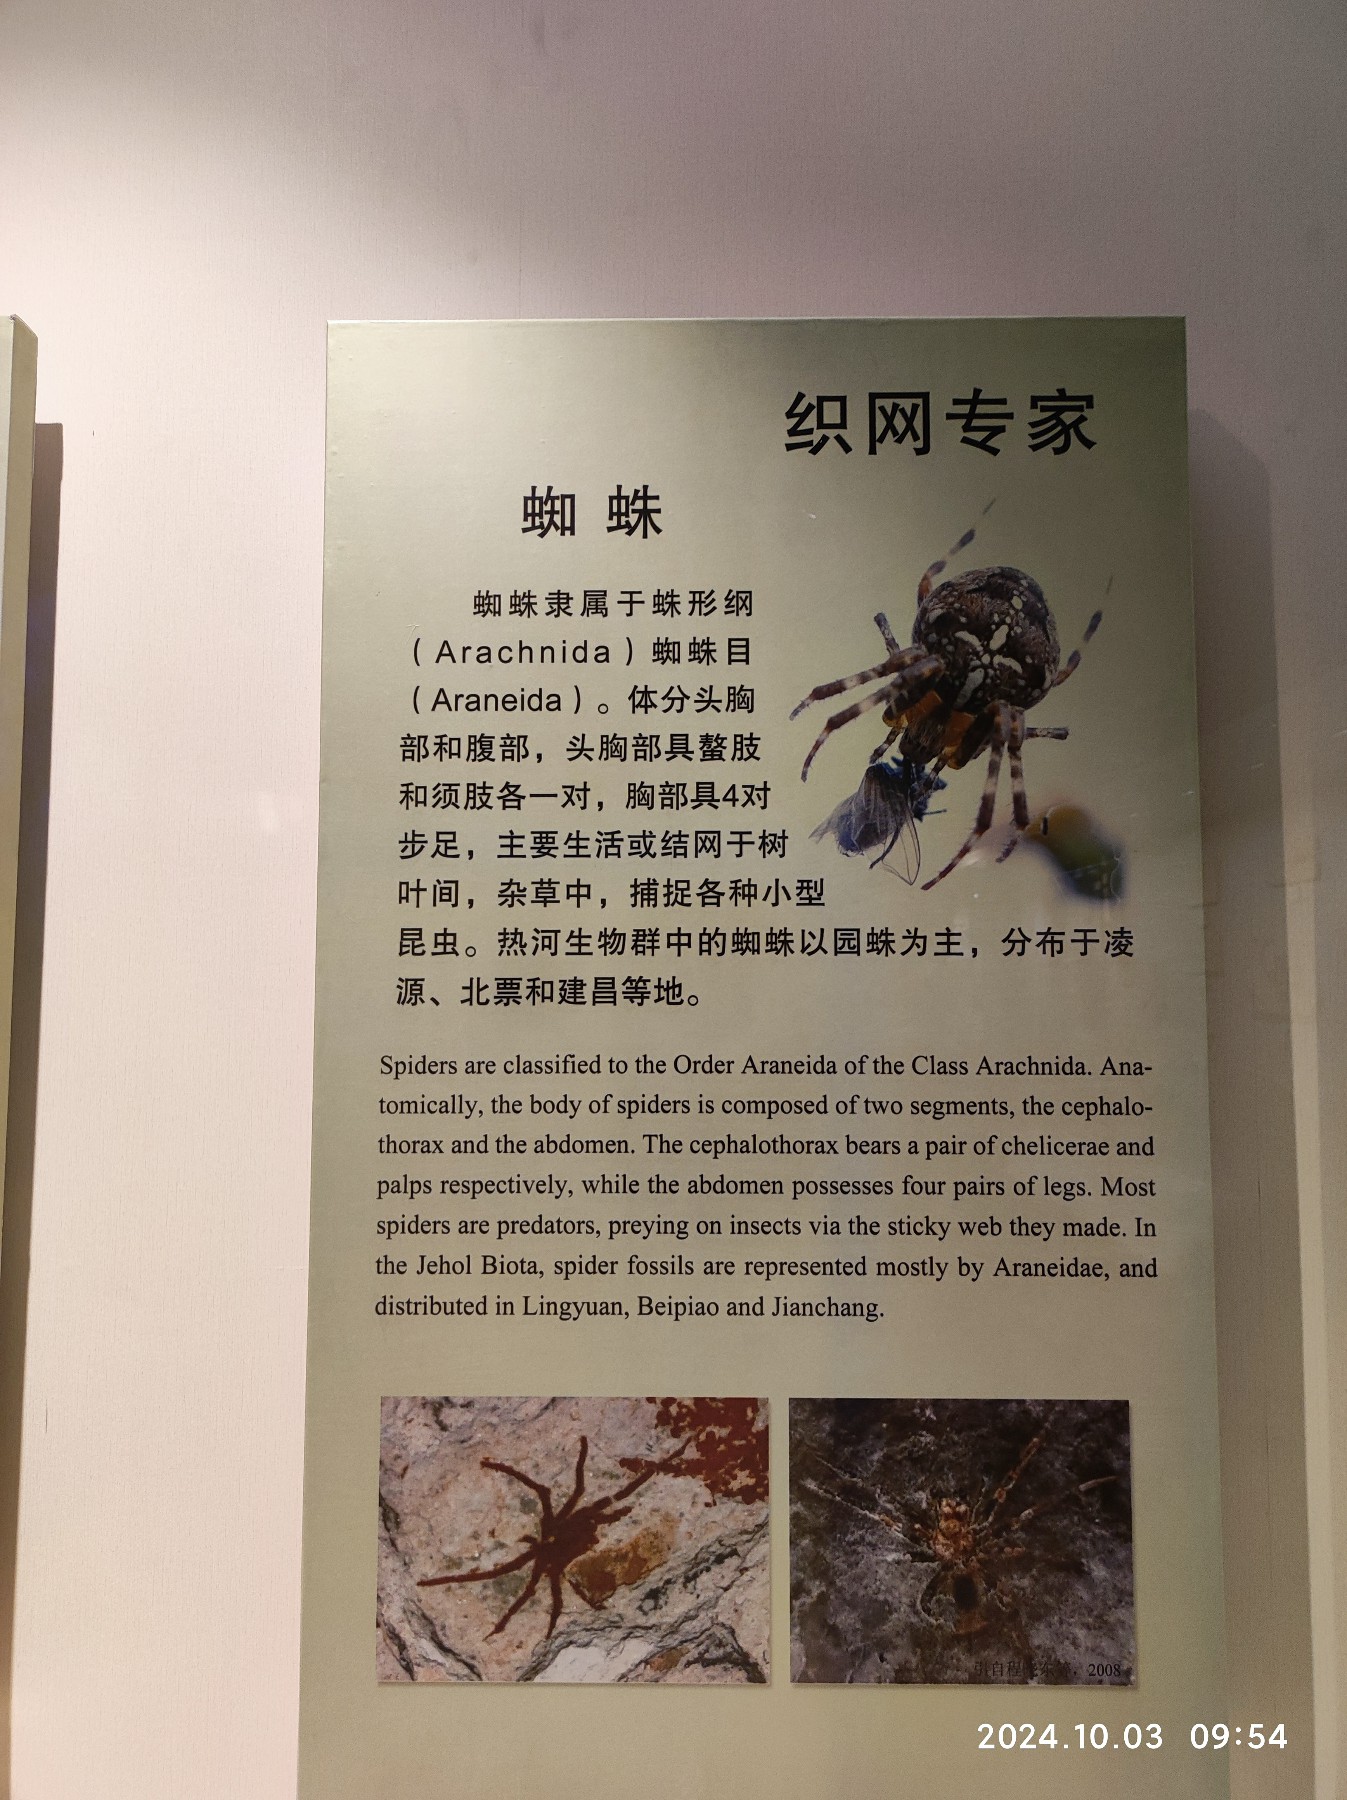 织网专家
蜘蛛
蜘蛛隶属于蛛形纲
（Arachnida）蜘蛛目
（Araneida）。体分头胸
部和腹部，头胸部具螯肢
和须肢各一对，胸部具4对
步足，主要生活或结网于树
叶间，杂草中，捕捉各种小型
昆虫。热河生物群中的蜘蛛以园蛛为主，分布于凌
源、北票和建昌等地。
Spiders are classified to the Order Araneida of the Class Arachnida. Ana-
tomically, the body of spiders is composed of two segments, the cephalo-
thorax and the abdomen. The cephalothorax bears a pair of chelicerae and
palps respectively, while the abdomen possesses four pairs of legs. Most
spiders are predators, preying on insects via the sticky web they made. In
the Jehol Biota, spider fossils are represented mostly by Araneidae, and
distributed in Lingyuan, Beipiao and Jianchang.
引自程 2008
2024.10.03 09:54